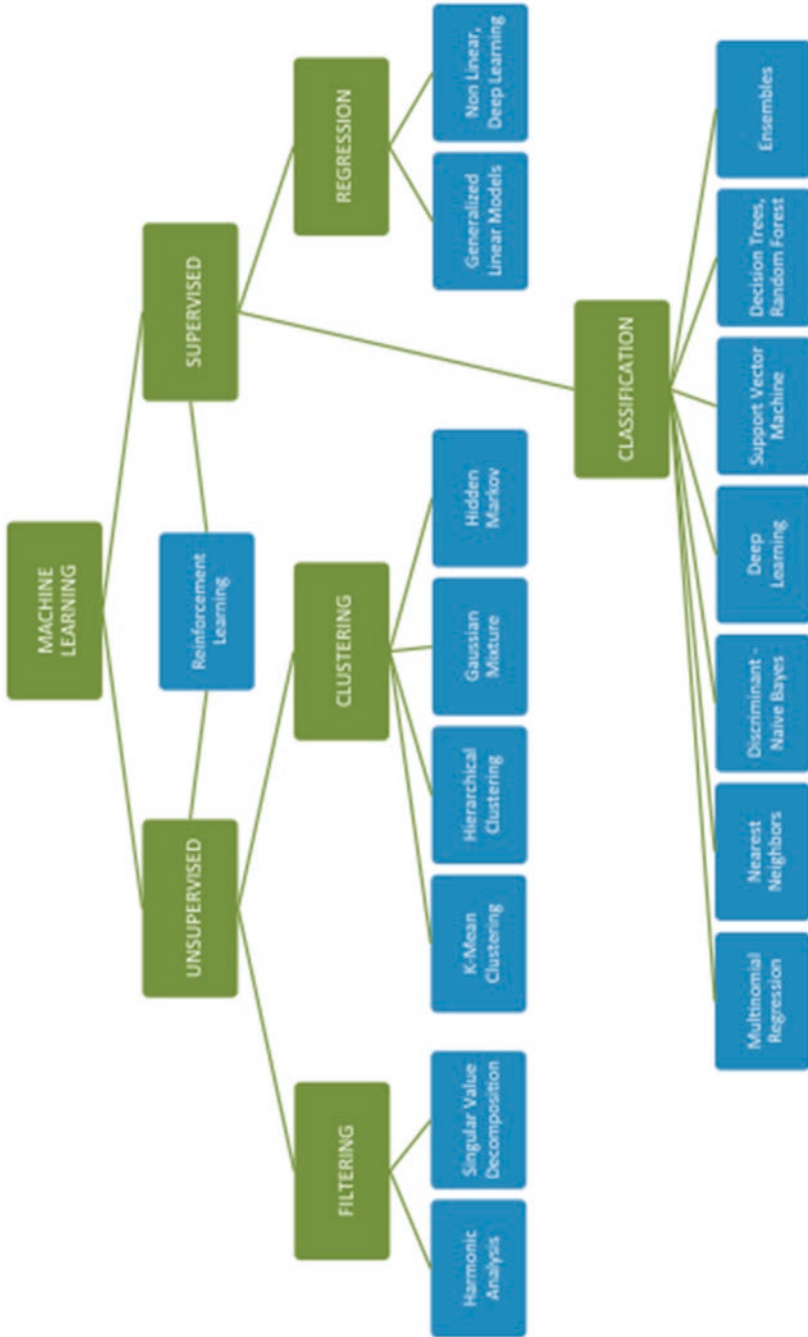 MACHINE
LEARNING
UNSUPERVISED
Reinforcement
Learning
SUPERVISED
FILTERING
CLUSTERING
REGRESSION
Harmonic
Analysis
Singular Value
Decomposition
K-Mean
Clustering
Hierarchical
Clustering
Gaussian
Mixture
Hidden
Markov
Generalized
Linear Models
Non Linear,
Deep Learning
CLASSIFICATION
Multinomial
Regression
Nearest
Neighbors
Discriminant -
Naive Bayes
Deep
Learning
Support Vector
Machine
Decision Trees,
Random Forest
Ensembles